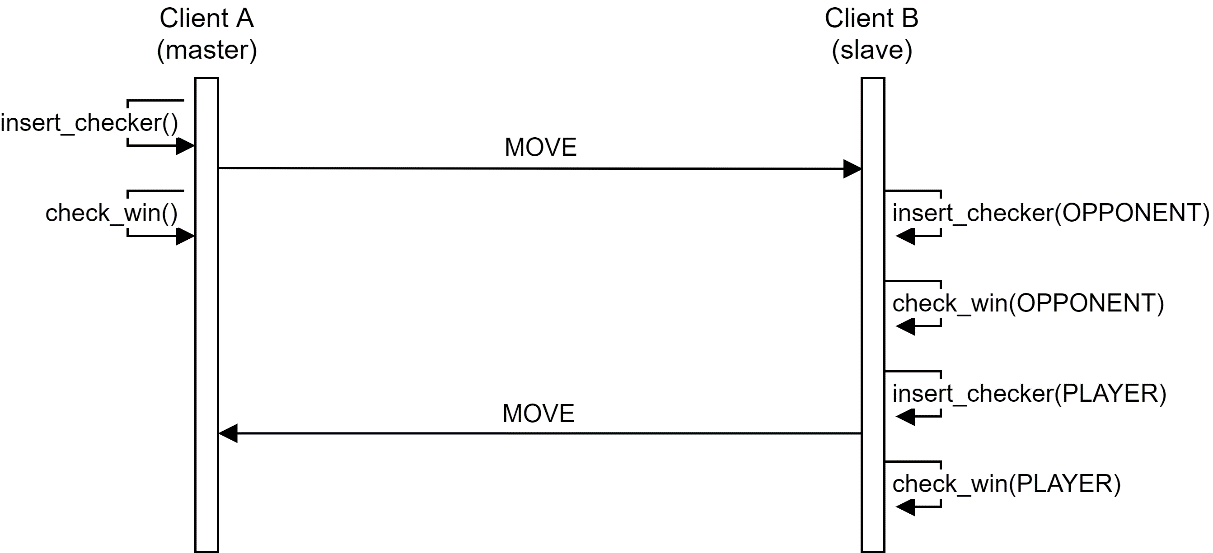 Client A
(master)
Client B
(slave)
insert_checker()
MOVE
check_win()
insert_checker(OPPONENT)
check_win(OPPONENT)
insert_checker(PLAYER)
MOVE
check_win(PLAYER)